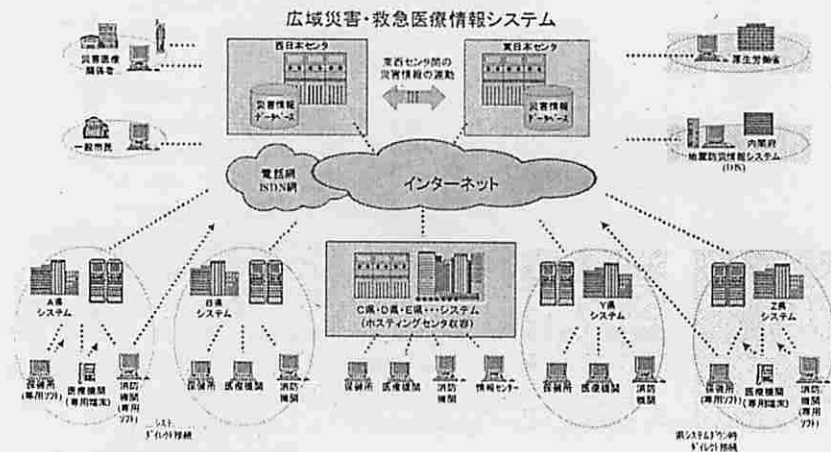 広域災害・救急医療情報システム
西日本センタ
東日本センタ
東西センタ間の
災害情報の連動
災害情報
データベース
災害情報
データベース
災害医療
関係者
厚生労働省
一般市民
内閣府
地震防災情報システム
(DIS)
電話網
ISDN網
インターネット
A県
システム
B県
システム
C県・D県・E県・・・システム
(ホスティングセンタ収容)
Y県
システム
Z県
システム
保健所
(専用ソフト)
医療機関
(専用端末)
消防
機関
(専用
ソフト)
保健所
医療機関
消防
機関
保健所
医療機関
消防
機関
情報センター
保健所
医療機関
消防
機関
保健所
(専用ソフト)
医療機関
(専用端末)
消防
機関
(専用
ソフト)
ダイレクト接続
県システムダウン時
ダイレクト接続